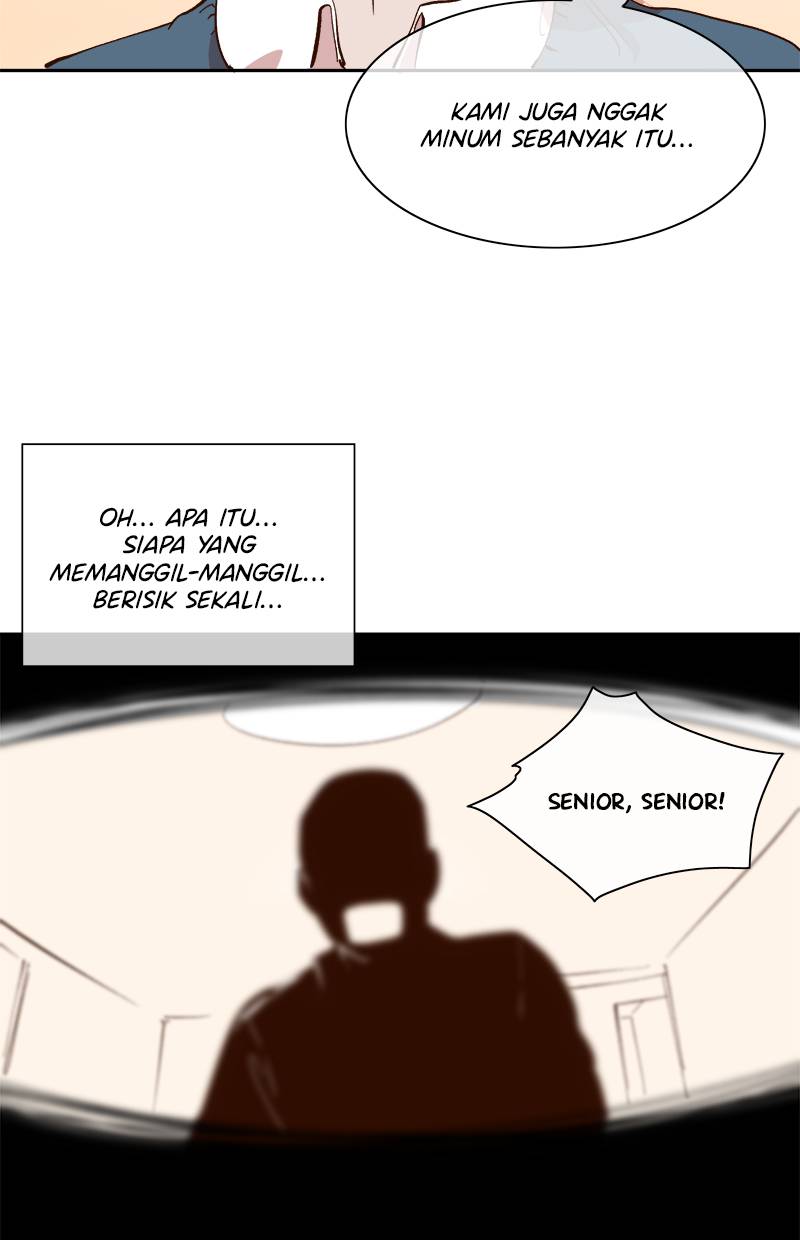 KAMI JUGA NGGAK
MINUM SEBANYAK ITU...
OH... APA ITU...
SIAPA YANG
MEMANGGIL-MANGGIL...
BERISIK SEKALI...
SENIOR, SENIOR!